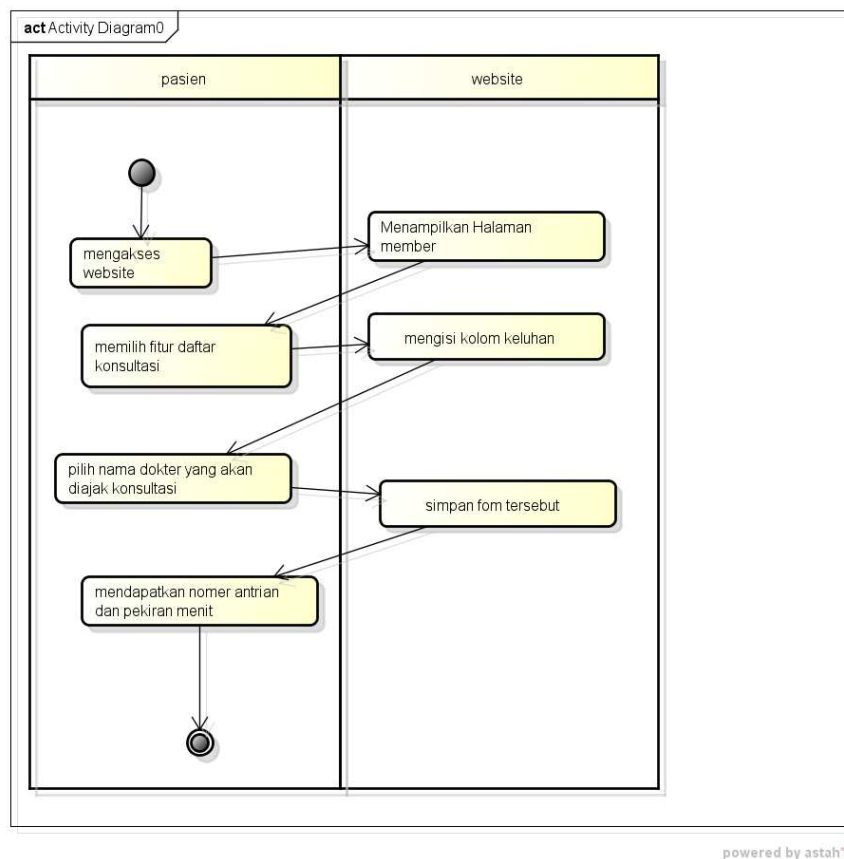 act Activity Diagram0
pasien
website
mengakses
website
Menampilkan Halaman
member
memilih fitur daftar
konsultasi
mengisi kolom keluhan
pilih nama dokter yang akan
diajak konsultasi
simpan fom tersebut
mendapatkan nomer antrian
dan pekiran menit
powered by astah*